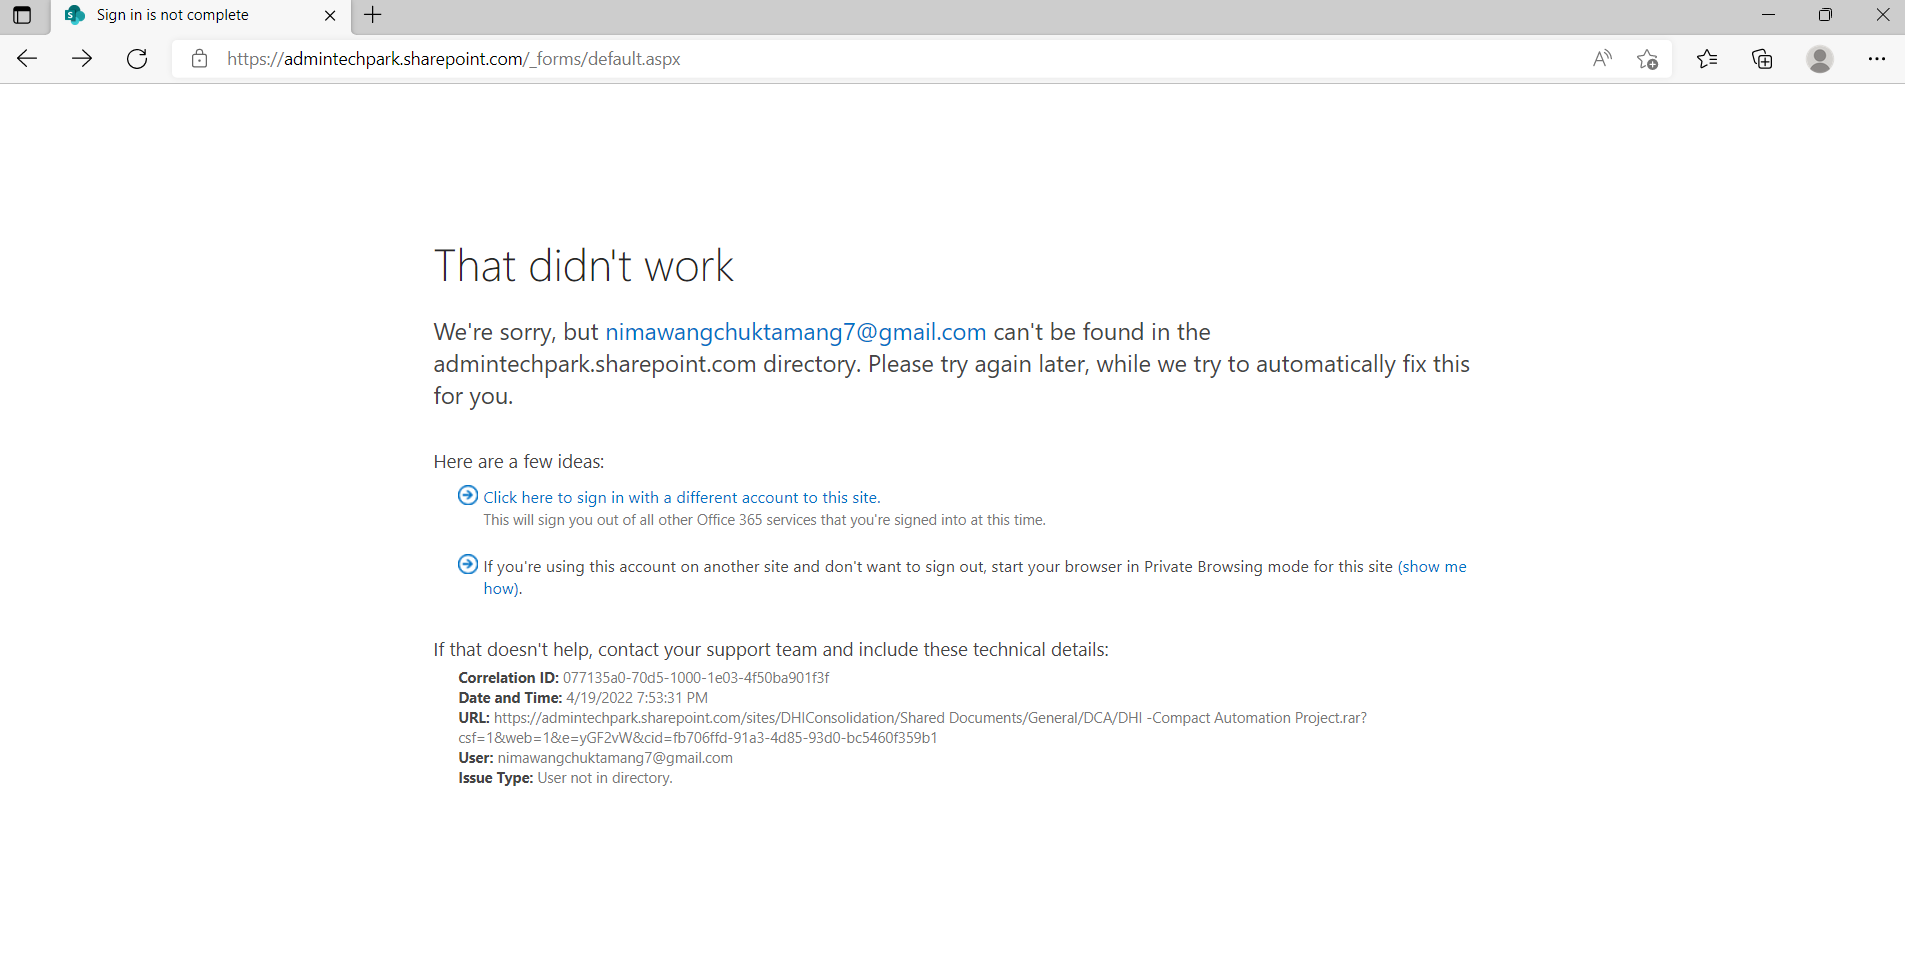 Sign in is not complete
https://admintechpark.sharepoint.com/_forms/default.aspx
That didn't work
We're sorry, but nimawangchuktamang7@gmail.com can't be found in the
admintechpark.sharepoint.com directory. Please try again later, while we try to automatically fix this
for you.
Here are a few ideas:
Click here to sign in with a different account to this site.
This will sign you out of all other Office 365 services that you're signed into at this time.
If you're using this account on another site and don't want to sign out, start your browser in Private Browsing mode for this site (show me
how).
If that doesn't help, contact your support team and include these technical details:
Correlation ID: 077135a0-70d5-1000-1e03-4f50ba901f3f
Date and Time: 4/19/2022 7:53:31 PM
URL: https://admintechpark.sharepoint.com/sites/DHIConsolidation/Shared Documents/General/DCA/DHI -Compact Automation Project.rar?
csf=1&web=1&e=yGF2vW&cid=fb706ffd-91a3-4d85-93d0-bc5460f359b1
User: nimawangchuktamang7@gmail.com
Issue Type: User not in directory.